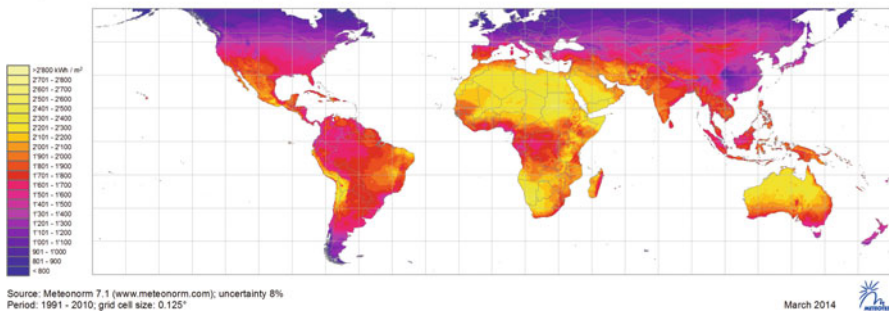 >2'800 kWh / m²
2'701 - 2'800
2'601 - 2'700
2'501 - 2'600
2'401 - 2'500
2'301 - 2'400
2'201 - 2'300
2'101 - 2'200
2'001 - 2'100
1'901 - 2'000
1'801 - 1'900
1'701 - 1'800
1'601 - 1'700
1'501 - 1'600
1'401 - 1'500
1'301 - 1'400
1'201 - 1'300
1'101 - 1'200
1'001 - 1'100
901 - 1'000
801 - 900
< 800
Source: Meteonorm 7.1 (www.meteonorm.com); uncertainty 8%
Period: 1991 - 2010; grid cell size: 0.125°
March 2014